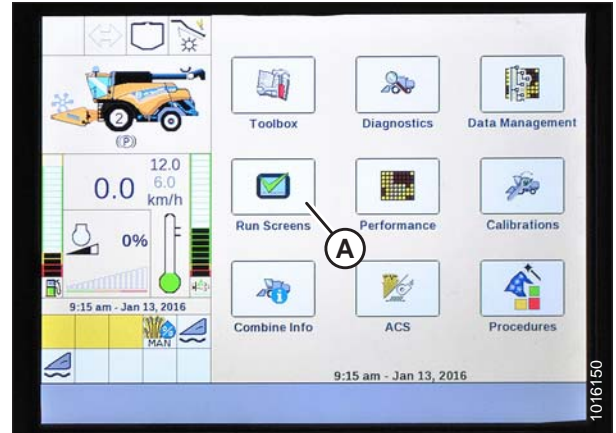 2
(P)
12.0
0.0
6.0
km/h
0%
9:15 am - Jan 13, 2016
MAN
Toolbox
Diagnostics
Data Management
Run Screens
Performance
Calibrations
A
Combine Info
ACS
Procedures
9:15 am - Jan 13, 2016
1016150